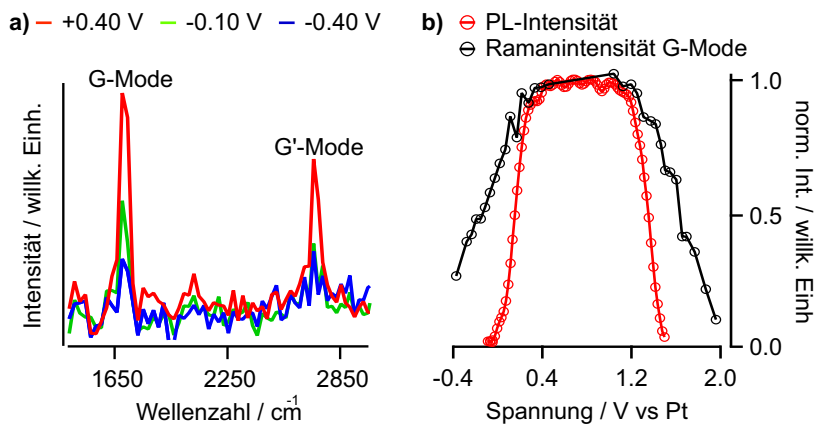 a) +0.40 V -0.10 V -0.40 V
G-Mode
G'-Mode
Intensität / willk. Einh.
1650 2250 2850
Wellenzahl / cm-1
b) PL-Intensität
Ramanintensität G-Mode
1.0
0.5
0.0
norm. Int. / willk. Einh
-0.4 0.4 1.2 2.0
Spannung / V vs Pt